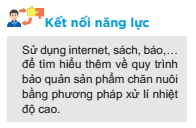 Kết nối năng lực
Sử dụng internet, sách, báo,...
để tìm hiểu thêm về quy trình
bảo quản sản phẩm chăn nuôi
bằng phương pháp xử lí nhiệt
độ cao.